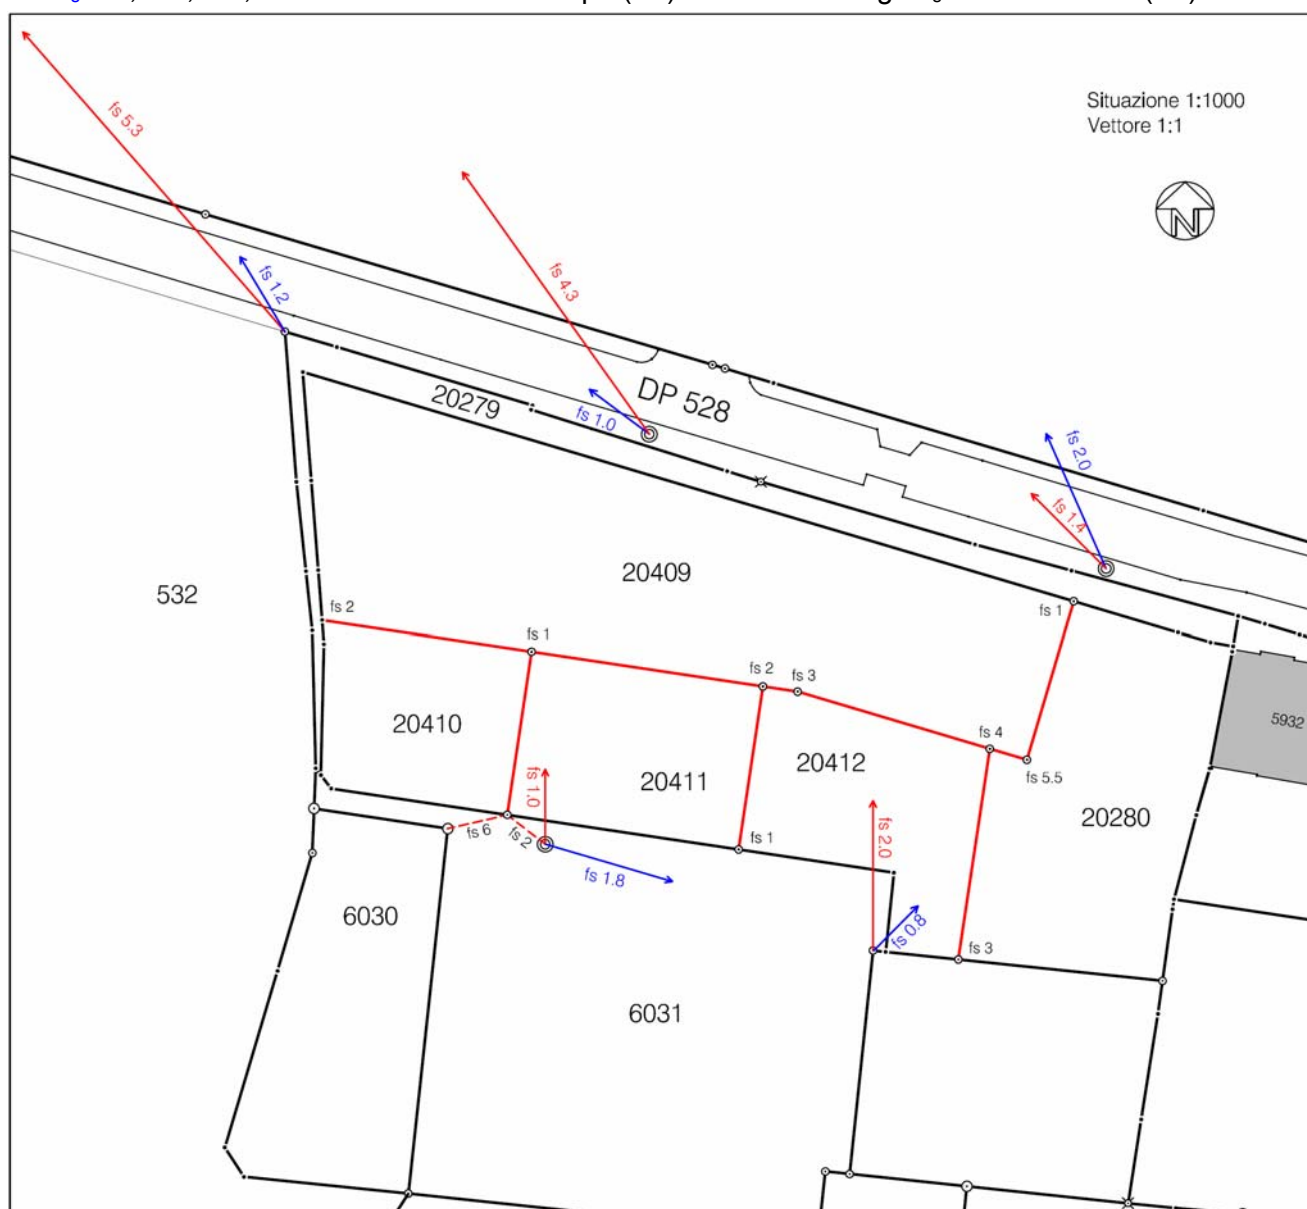 Situazione 1:1000
Vettore 1:1
N
fs 5.3
fs 1.2
fs 4.3
fs 1.0
DP 528
20279
fs 2.0
fs 1.4
532
20409
fs 2
fs 1
fs 2
fs 3
fs 1
fs 4
fs 5.5
5932
20410
20411
20412
20280
fs 1.0
fs 6
fs 2
fs 1
fs 2.0
fs 1.8
fs 0.8
fs 3
6030
6031